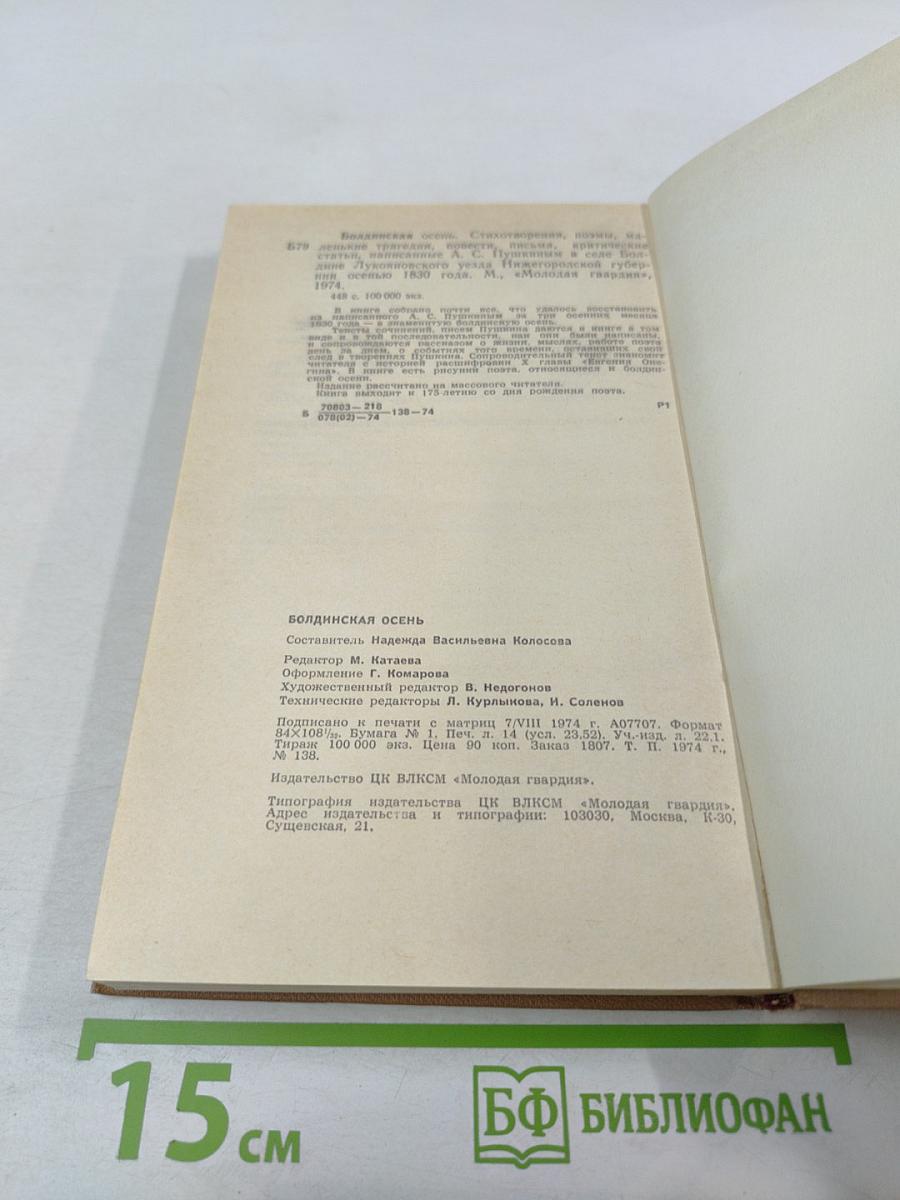 Болдинская осень. Стихотворения, поэмы, ма-
Б79 ленькие трагедии, повести, письма, критические
статьи, написанные А. С. Пушкиным в селе Бол-
дине Лукояновского уезда Нижегородской губер-
нии осенью 1830 года. М., «Молодая гвардия»,
1974.
448 с. 100 000 экз.
В книге собрано почти все, что удалось восстановить
из написанного А. С. Пушкиным за три осенних месяца
1830 года — в знаменитую болдинскую осень.
Тексты сочинений, писем Пушкина даются в книге в том
виде и в той последовательности, как они были написаны,
и сопровождаются рассказом о жизни, мыслях, работе поэта
день за днем, о событиях того времени, оставивших свой
след в творениях Пушкина. Сопроводительный текст знакомит
читателя с историей расшифровки X главы «Евгения Оне-
гина». В книге есть рисунки поэта, относящиеся к болдин-
ской осени.
Издание рассчитано на массового читателя.
Книга выходит к 175-летию со дня рождения поэта.
Б 70803—218
078(02)—74 —138—74 Р1
БОЛДИНСКАЯ ОСЕНЬ
Составитель Надежда Васильевна Колосова
Редактор М. Катаева
Оформление Г. Комарова
Художественный редактор В. Недогонов
Технические редакторы Л. Курлыкова, И. Соленов
Подписано к печати с матриц 7/VIII 1974 г. А07707. Формат
84×108¹/₃₂. Бумага № 1. Печ. л. 14 (усл. 23,52). Уч.-изд. л. 22,1.
Тираж 100 000 экз. Цена 90 коп. Заказ 1807. Т. П. 1974 г.,
№ 138.
Издательство ЦК ВЛКСМ «Молодая гвардия».
Типография издательства ЦК ВЛКСМ «Молодая гвардия».
Адрес издательства и типографии: 103030, Москва, К-30,
Сущевская, 21.
15 см
БФ БИБЛИОФАН